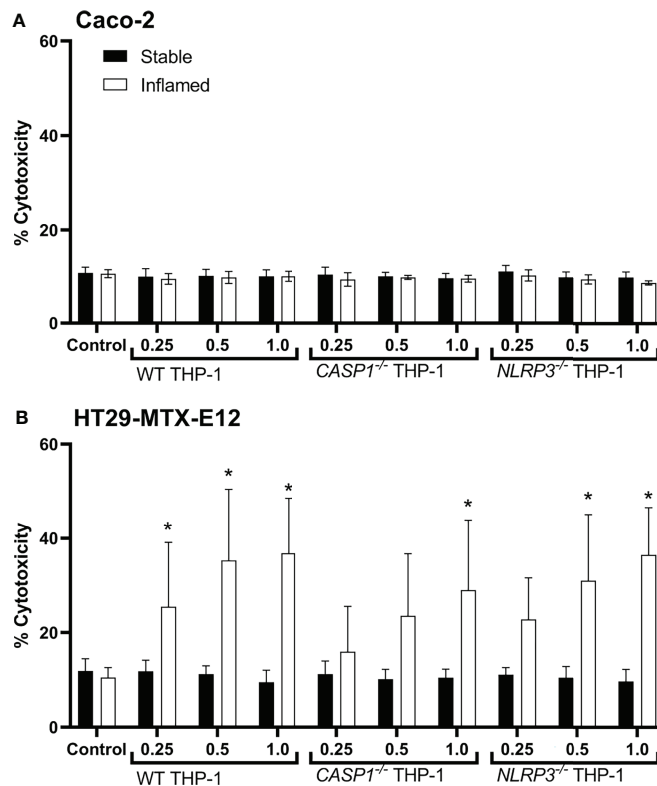 A Caco-2
60
Stable
Inflamed
40
% Cytotoxicity
20
0
Control 0.25 0.5 1.0 0.25 0.5 1.0 0.25 0.5 1.0
WT THP-1 CASP1-/- THP-1 NLRP3-/- THP-1
B HT29-MTX-E12
60
* * * * * *
40
% Cytotoxicity
20
0
Control 0.25 0.5 1.0 0.25 0.5 1.0 0.25 0.5 1.0
WT THP-1 CASP1-/- THP-1 NLRP3-/- THP-1